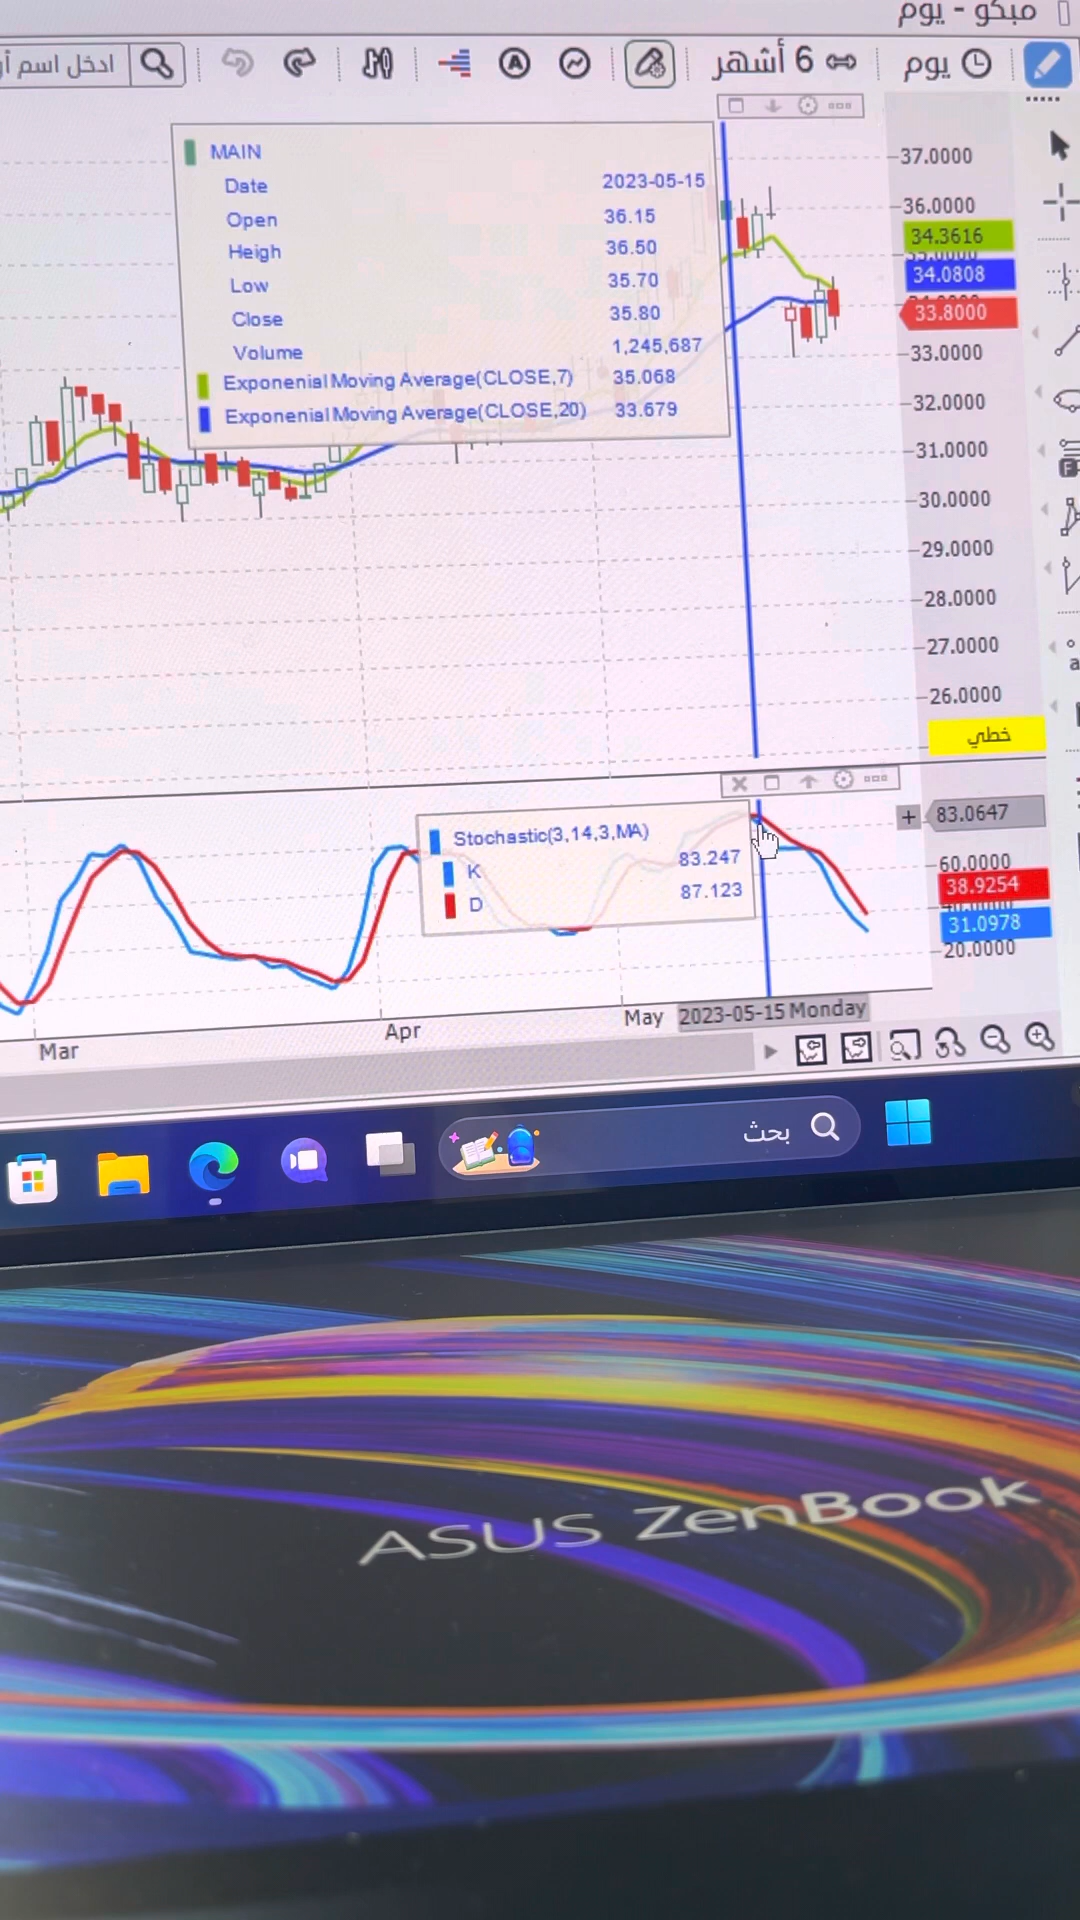 مبكو - يوم
ادخل اسم أو
6 أشهر
يوم
MAIN
Date 2023-05-15
Open 36.15
Heigh 36.50
Low 35.70
Close 35.80
Volume 1,245,687
Exponenial Moving Average(CLOSE,7) 35.068
Exponenial Moving Average(CLOSE,20) 33.679
37.0000
36.0000
34.3616
34.0808
33.8000
33.0000
32.0000
31.0000
30.0000
29.0000
28.0000
27.0000
26.0000
خطي
Stochastic(3,14,3,MA)
K 83.247
D 87.123
83.0647
60.0000
38.9254
31.0978
20.0000
Mar
Apr
May
2023-05-15 Monday
بحث
ASUS ZenBook